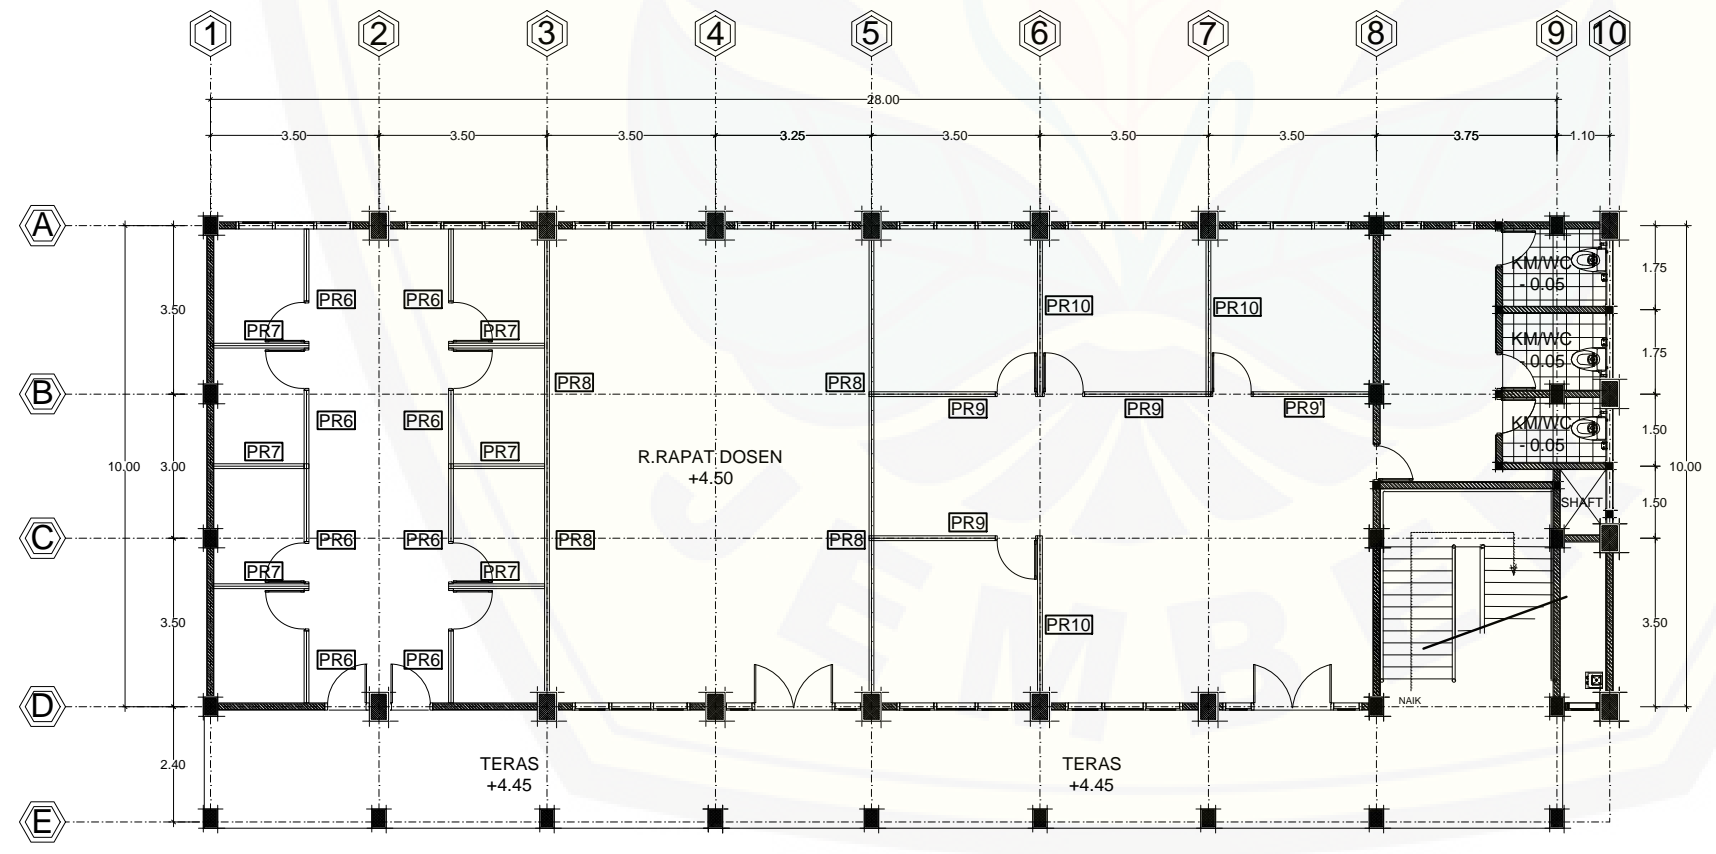 1 2 3 4 5 6 7 8 9 10
28.00
3.50 3.50 3.50 3.25 3.50 3.50 3.50 3.75 1.10
A
KM/WC
- 0.05
1.75
PR6 PR6 PR10 PR10
3.50
PR7 PR7
KM/WC
- 0.05
1.75
PR8 PR8
B
PR9 PR9 PR9'
PR6 PR6
KM/WC
- 0.05
1.50
PR7 PR7
R.RAPAT DOSEN
+4.50
10.00 3.00 10.00
SHAFT
1.50
PR9
C
PR6 PR6 PR8 PR8
PR7 PR7
3.50 PR10 3.50
PR6 PR6
NAIK
D
TERAS
+4.45
TERAS
+4.45
2.40
E
JEMBER